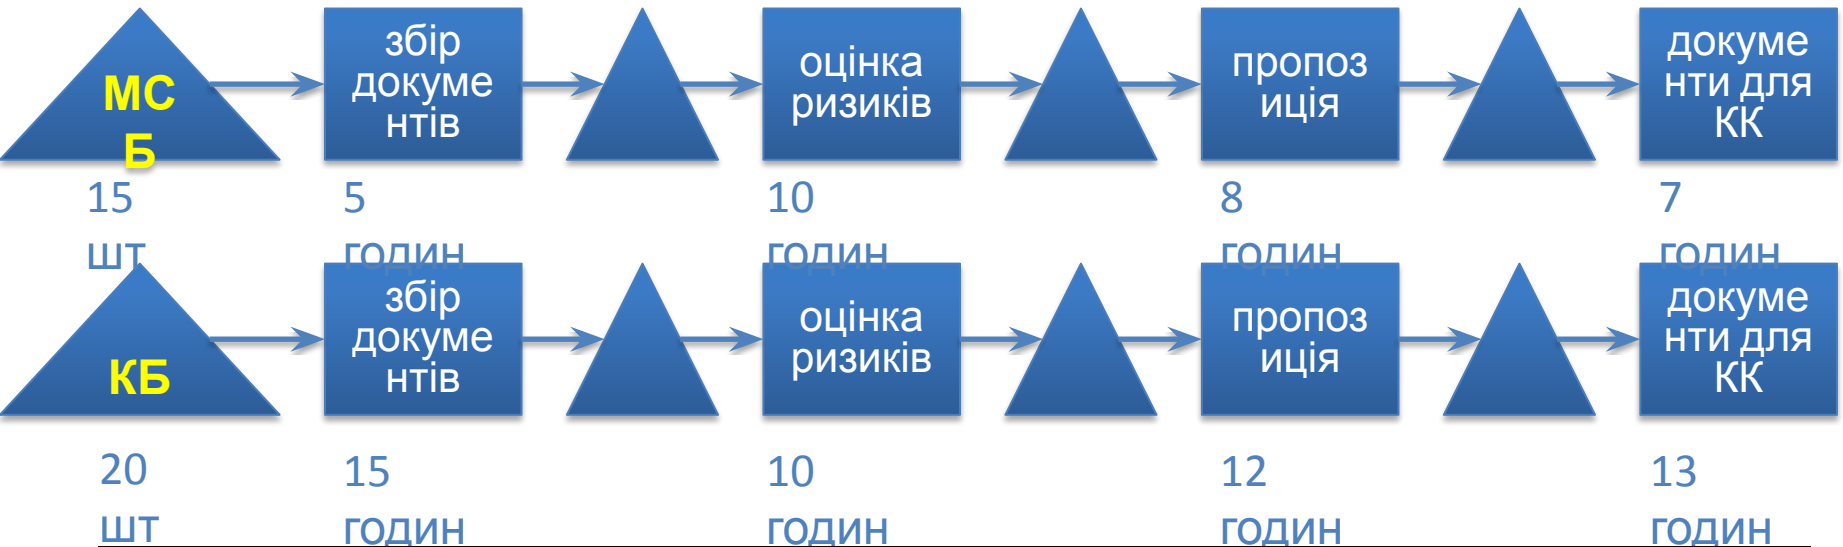 МС
Б
збір
докуме
нтів
оцінка
ризиків
пропоз
иція
докуме
нти для
КК
15
шт
5
годин
10
годин
8
годин
7
годин
КБ
збір
докуме
нтів
оцінка
ризиків
пропоз
иція
докуме
нти для
КК
20
шт
15
годин
10
годин
12
годин
13
годин